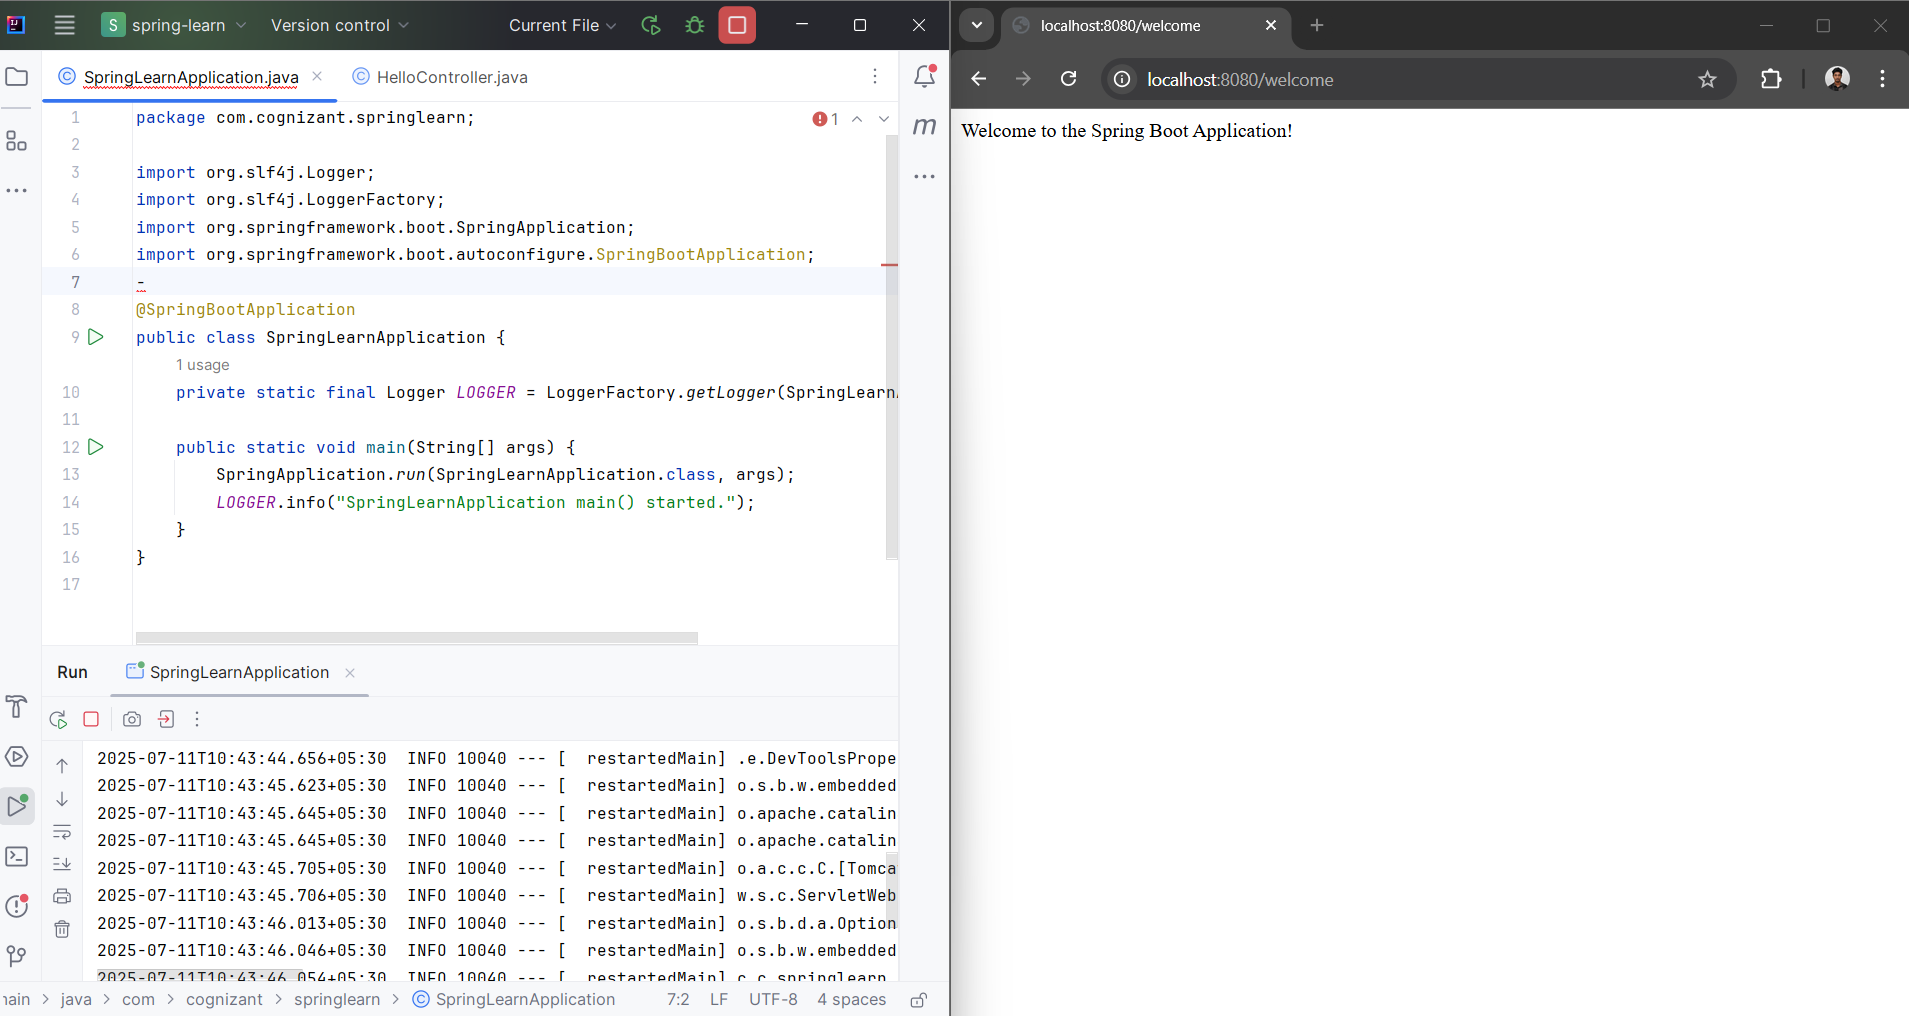 S spring-learn Version control Current File
SpringLearnApplication.java HelloController.java
1 package com.cognizant.springlearn;
2
3 import org.slf4j.Logger;
4 import org.slf4j.LoggerFactory;
5 import org.springframework.boot.SpringApplication;
6 import org.springframework.boot.autoconfigure.SpringBootApplication;
7 -
8 @SpringBootApplication
9 public class SpringLearnApplication {
1 usage
10 private static final Logger LOGGER = LoggerFactory.getLogger(SpringLearn
11
12 public static void main(String[] args) {
13 SpringApplication.run(SpringLearnApplication.class, args);
14 LOGGER.info("SpringLearnApplication main() started.");
15 }
16 }
17
1
m
Run SpringLearnApplication
2025-07-11T10:43:44.656+05:30 INFO 10040 --- [ restartedMain] .e.DevToolsPrope
2025-07-11T10:43:45.623+05:30 INFO 10040 --- [ restartedMain] o.s.b.w.embedded
2025-07-11T10:43:45.645+05:30 INFO 10040 --- [ restartedMain] o.apache.catalin
2025-07-11T10:43:45.645+05:30 INFO 10040 --- [ restartedMain] o.apache.catalin
2025-07-11T10:43:45.705+05:30 INFO 10040 --- [ restartedMain] o.a.c.c.C.[Tomca
2025-07-11T10:43:45.706+05:30 INFO 10040 --- [ restartedMain] w.s.c.ServletWeb
2025-07-11T10:43:46.013+05:30 INFO 10040 --- [ restartedMain] o.s.b.d.a.Option
2025-07-11T10:43:46.046+05:30 INFO 10040 --- [ restartedMain] o.s.b.w.embedded
2025-07-11T10:43:46.054+05:30 INFO 10040 --- [ restartedMain] c.c.springlearn
ain > java > com > cognizant > springlearn > SpringLearnApplication 7:2 LF UTF-8 4 spaces
localhost:8080/welcome
localhost:8080/welcome
Welcome to the Spring Boot Application!